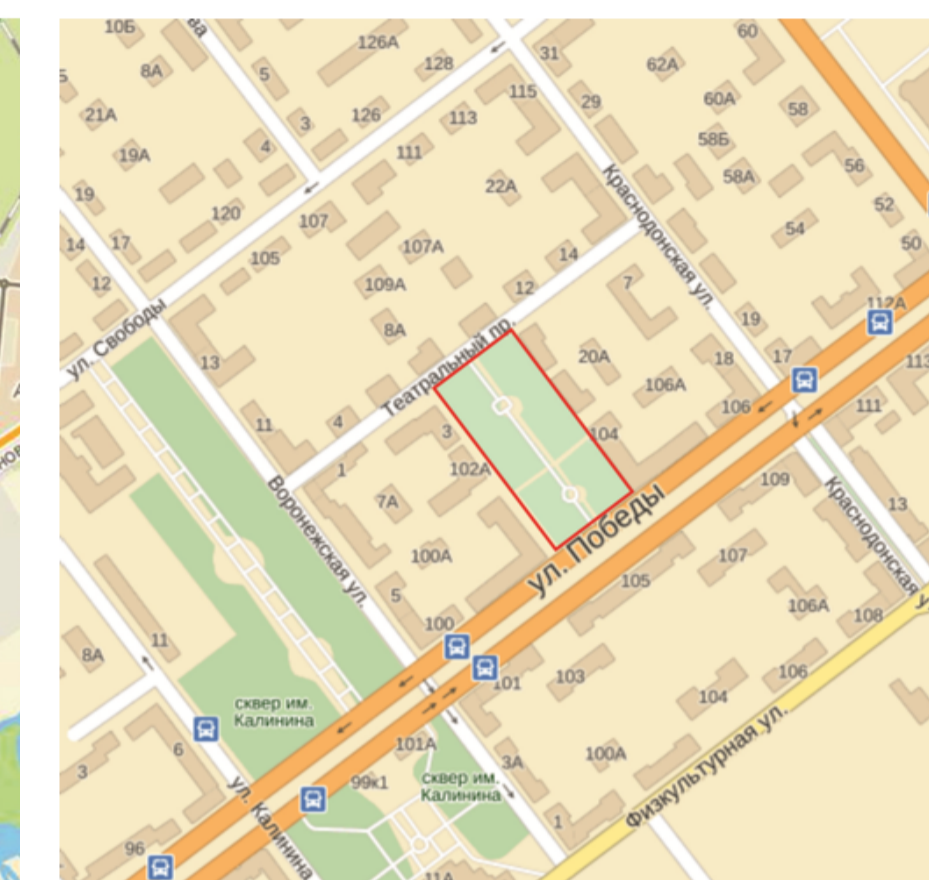 10Б
ва
126А
128
31
60
62А
5
8А
5
115
29
60А
58
21А
3
126
113
58Б
19А
4
111
56
58А
22А
19
Краснодонская ул.
52
120
107
54
14
17
107А
50
105
14
12
109А
12
7
112А
ул. Свободы
8А
Театральный пр.
19
13
20А
18
17
113
106А
106
111
11
4
3
104
1
102А
109
7А
Воронежская ул.
ул. Победы
Краснодонская
13
100А
107
5
105
106А
108
100
11
8А
101
103
106
сквер им.
Калинина
104
101А
6
3
99к1
сквер им.
Калинина
3А
100А
Физкультурная ул.
ул. Калинина
1
96
11А